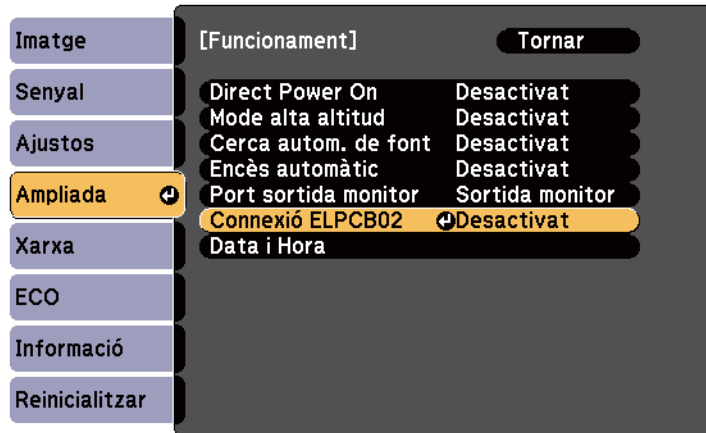 Imatge
Senyal
Ajustos
Ampliada
Xarxa
ECO
Informació
Reinicialitzar
[Funcionament] Tornar
Direct Power On Desactivat
Mode alta altitud Desactivat
Cerca autom. de font Desactivat
Encès automàtic Desactivat
Port sortida monitor Sortida monitor
Connexió ELPCB02 Desactivat
Data i Hora